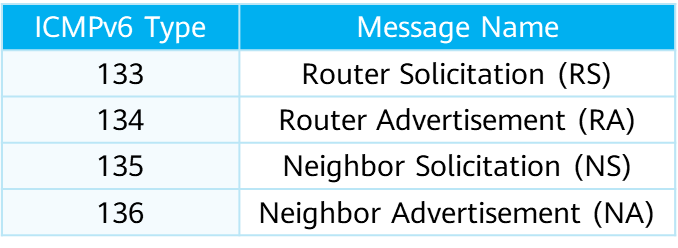 ICMPv6 Type Message Name
133 Router Solicitation (RS)
134 Router Advertisement (RA)
135 Neighbor Solicitation (NS)
136 Neighbor Advertisement (NA)